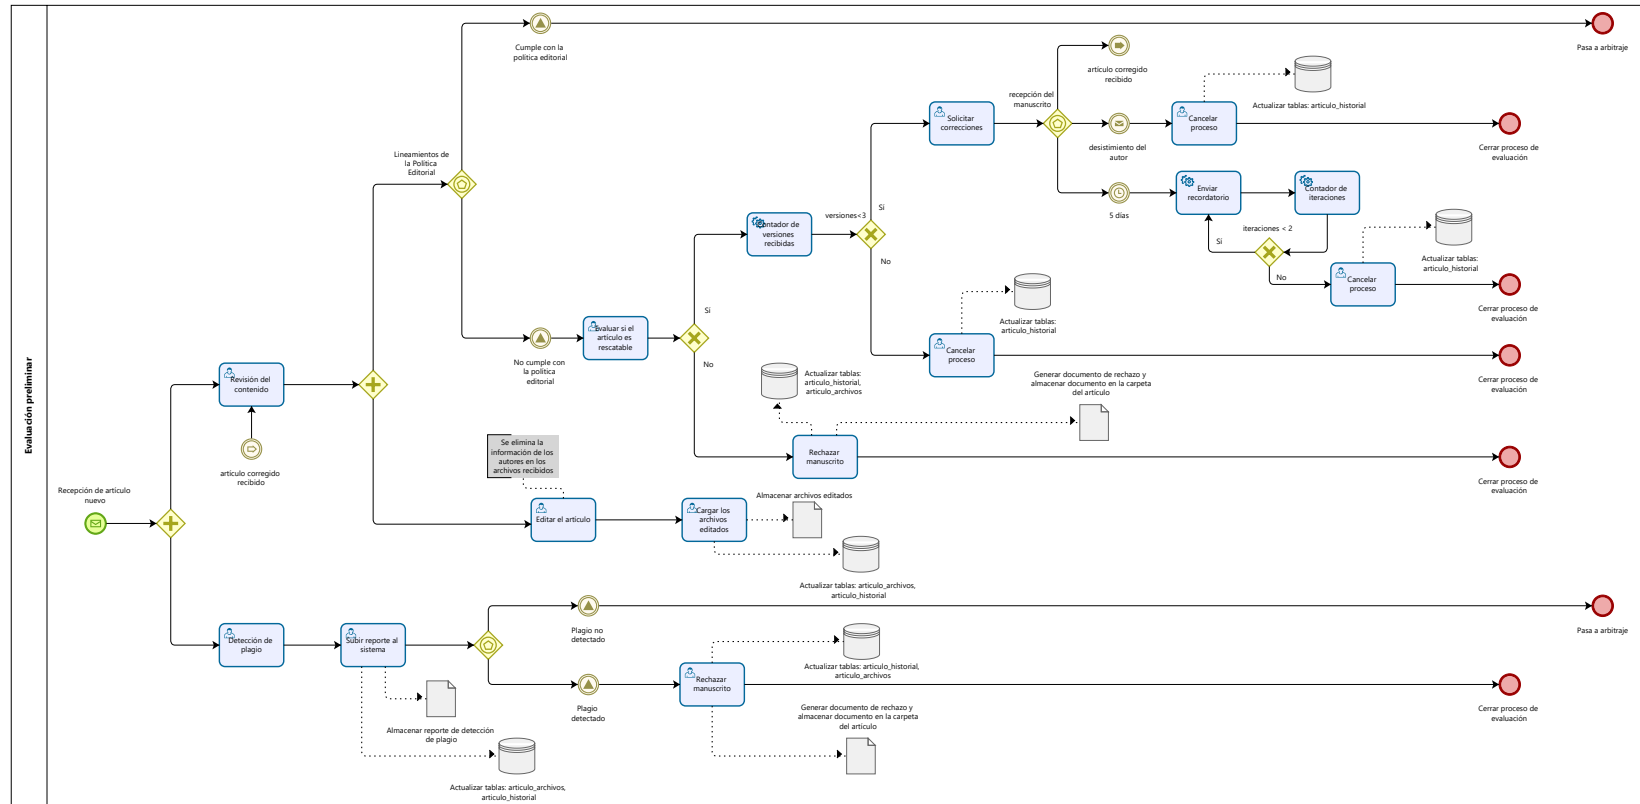 Evaluación preliminar
Cumple con la
política editorial
Pasa a arbitraje
artículo corregido
recibido
Actualizar tablas: articulo_historial
recepción del
manuscrito
Solicitar
correcciones
Cancelar
proceso
desistimiento del
autor
Cerrar proceso de
evaluación
Lineamientos de
la Política
Editorial
Enviar
recordatorio
Contador de
iteraciones
5 días
versiones<3
Sí
No
Contador de
versiones
recibidas
iteraciones < 2
Sí
No
Actualizar tablas:
articulo_historial
Cancelar
proceso
Cerrar proceso de
evaluación
Actualizar tablas:
articulo_historial
Sí
No
Evaluar si el
artículo es
rescatable
No cumple con
la política
editorial
Cancelar
proceso
Cerrar proceso de
evaluación
Revisión del
contenido
Actualizar tablas:
articulo_historial,
articulo_archivos
Generar documento de rechazo y
almacenar documento en la carpeta
del artículo
artículo corregido
recibido
Se elimina la
información de los
autores en los
archivos recibidos
Rechazar
manuscrito
Cerrar proceso de
evaluación
Recepción de artículo
nuevo
Editar el artículo
Cargar los
archivos
editados
Almacenar archivos editados
Actualizar tablas: articulo_archivos,
articulo_historial
Detección de
plagio
Subir reporte al
sistema
Plagio no
detectado
Pasa a arbitraje
Actualizar tablas: articulo_historial,
articulo_archivos
Plagio
detectado
Rechazar
manuscrito
Cerrar proceso de
evaluación
Generar documento de rechazo y
almacenar documento en la carpeta
del artículo
Almacenar reporte de detección
de plagio
Actualizar tablas: articulo_archivos,
articulo_historial